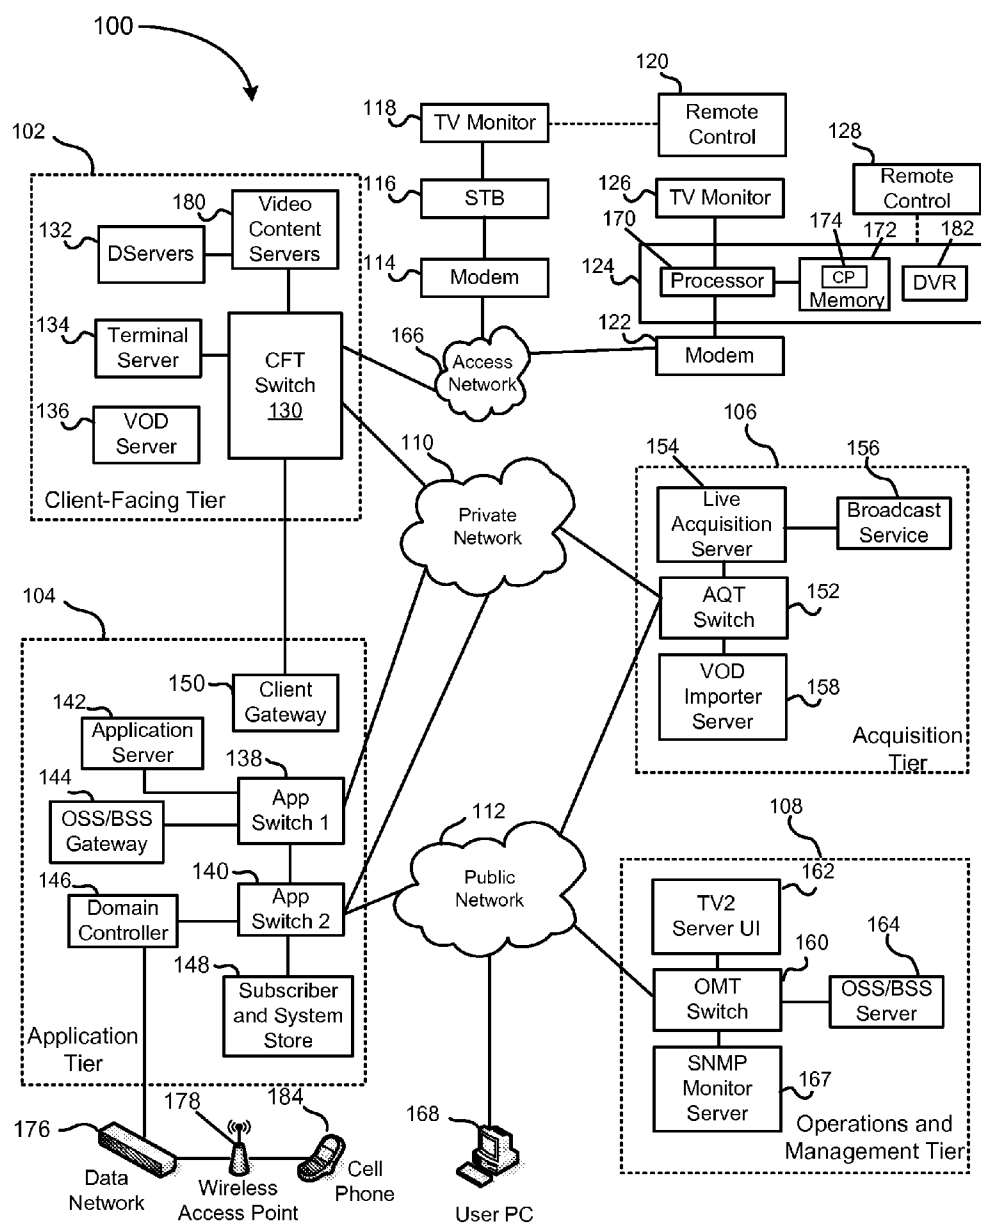 100
120
118
TV Monitor
Remote
Control
102
128
116
STB
126
TV Monitor
Remote
Control
180
Video
Content
Servers
132
DServers
170
174
172
182
114
Modem
124
Processor
CP
Memory
DVR
134
Terminal
Server
CFT
Switch
130
166
Access
Network
122
Modem
136
VOD
Server
Client-Facing Tier
110
Private
Network
106
154
156
Live
Acquisition
Server
Broadcast
Service
AQT
Switch
152
VOD
Importer
Server
158
Acquisition
Tier
104
150
Client
Gateway
142
Application
Server
138
144
OSS/BSS
Gateway
App
Switch 1
146
140
Domain
Controller
App
Switch 2
148
Subscriber
and System
Store
Application
Tier
112
Public
Network
108
162
TV2
Server UI
160
164
OMT
Switch
OSS/BSS
Server
SNMP
Monitor
Server
167
Operations and
Management Tier
176
178
184
168
Data
Network
Wireless
Access Point
Cell
Phone
User PC